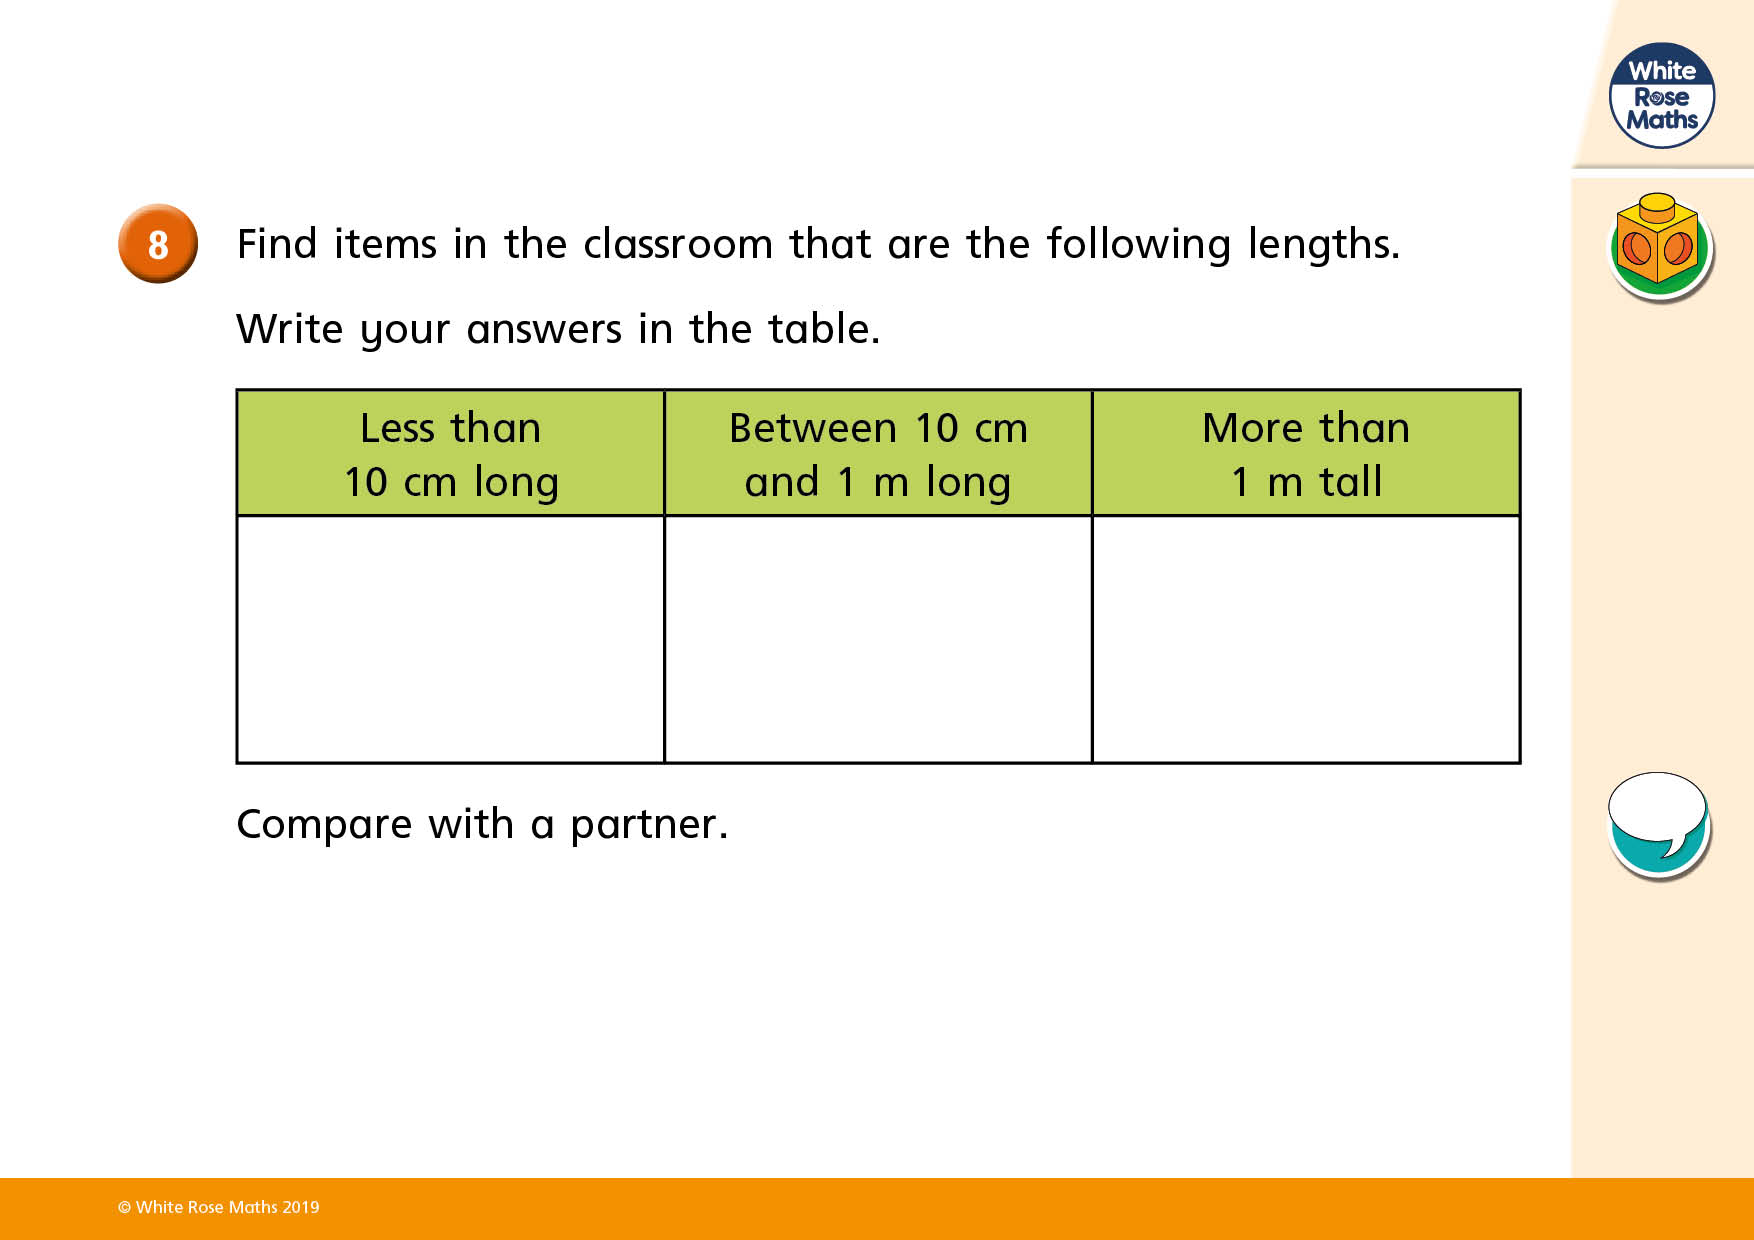 White
Rose
Maths
8
Find items in the classroom that are the following lengths.
Write your answers in the table.
Less than
10 cm long
Between 10 cm
and 1 m long
More than
1 m tall
Compare with a partner.
© White Rose Maths 2019